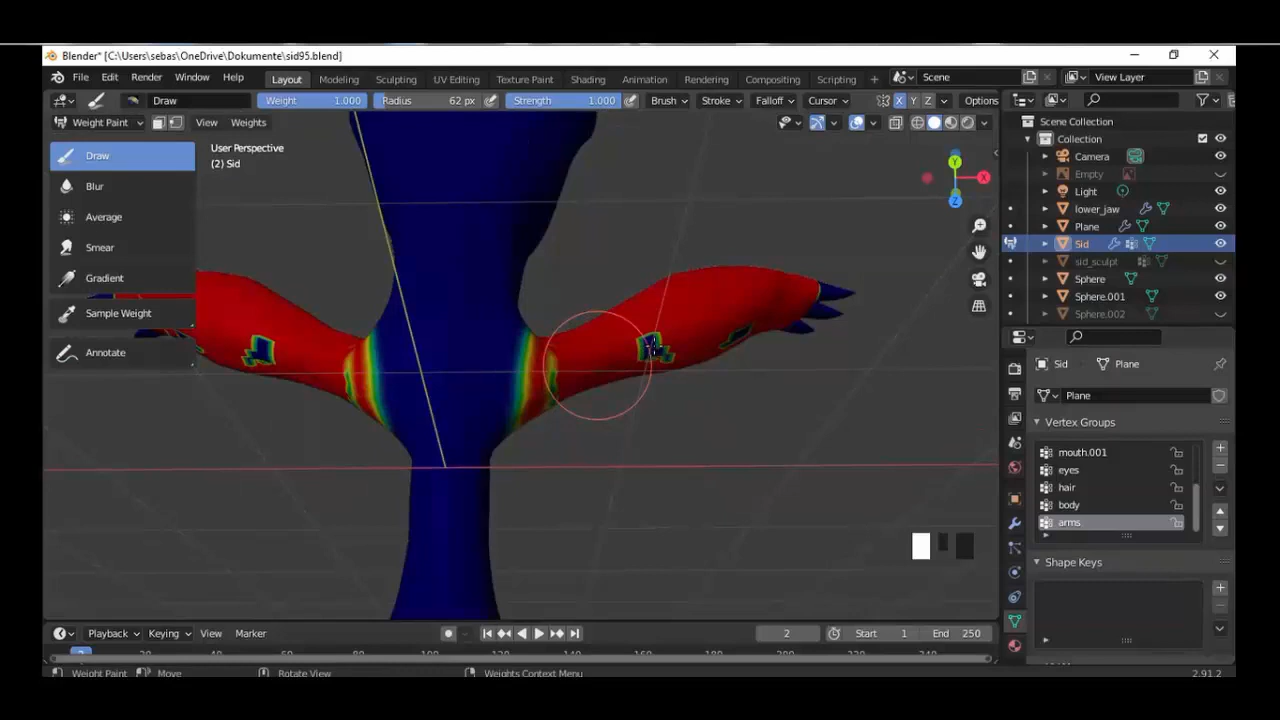 Blender* [C:\Users\sebas\OneDrive\Dokumente\sid95.blend]
File Edit Render Window Help Layout Modeling Sculpting UV Editing Texture Paint Shading Animation Rendering Compositing Scripting + Scene View Layer
Draw Weight 1.000 Radius 62 px Strength 1.000 Brush Stroke Falloff Cursor X Y Z Options
Weight Paint View Weights
Draw
Blur
Average
Smear
Gradient
Sample Weight
Annotate
User Perspective
(2) Sid
Y
X
Z
Scene Collection
Collection
Camera
Empty
Light
lower_jaw
Plane
Sid
sid_sculpt
Sphere
Sphere.001
Sphere.002
Sid Plane
Plane
Vertex Groups
mouth.001
eyes
hair
body
arms
Shape Keys
Playback Keying View Marker 2 Start 1 End 250
Weight Paint Move Rotate View Weights Context Menu 2.91.2